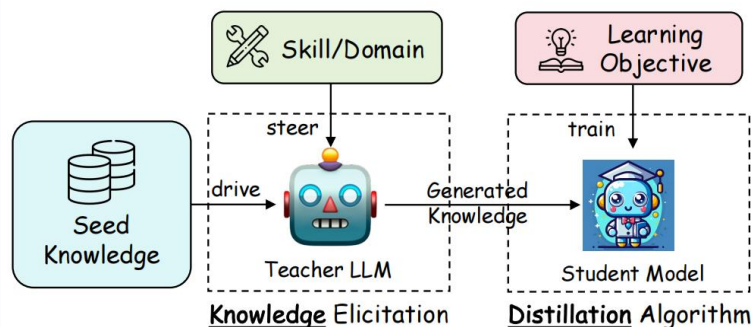 Skill/Domain
Learning
Objective
steer
train
Seed
Knowledge
drive
Generated
Knowledge
Teacher LLM
Student Model
Knowledge Elicitation
Distillation Algorithm